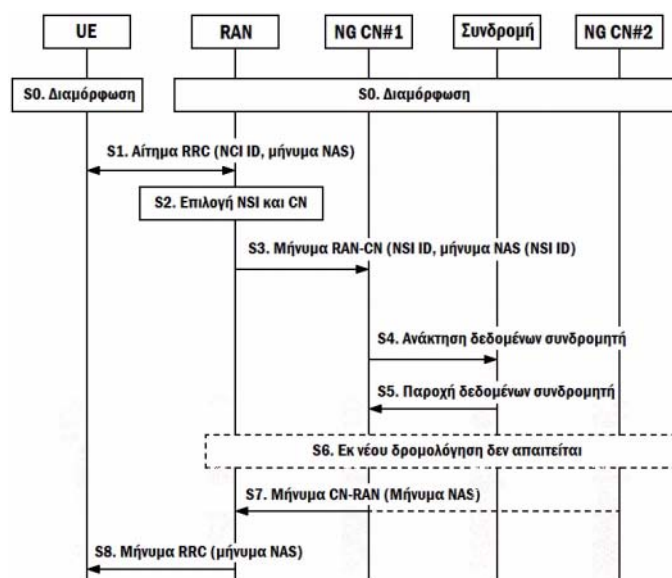 UE RAN NG CN#1 Συνδρομή NG CN#2
S0. Διαμόρφωση S0. Διαμόρφωση
S1. Αίτημα RRC (NCI ID, μήνυμα NAS)
S2. Επιλογή NSI και CN
S3. Μήνυμα RAN-CN (NSI ID, μήνυμα NAS (NSI ID)
S4. Ανάκτηση δεδομένων συνδρομητή
S5. Παροχή δεδομένων συνδρομητή
S6. Εκ νέου δρομολόγηση δεν απαιτείται
S7. Μήνυμα CN-RAN (Μήνυμα NAS)
S8. Μήνυμα RRC (μήνυμα NAS)